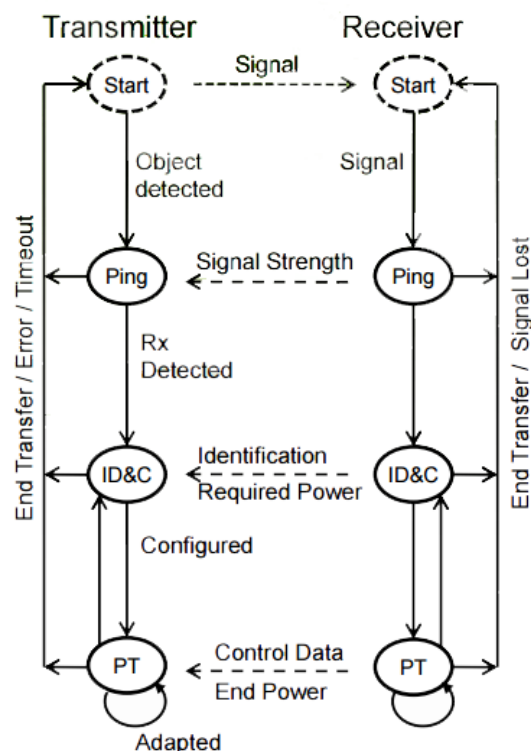 Transmitter
Receiver
Start
Signal
Start
Object
detected
Signal
Ping
Signal Strength
Ping
End Transfer / Error / Timeout
End Transfer / Signal Lost
Rx
Detected
ID&C
Identification
Required Power
ID&C
Configured
PT
Control Data
End Power
PT
Adapted